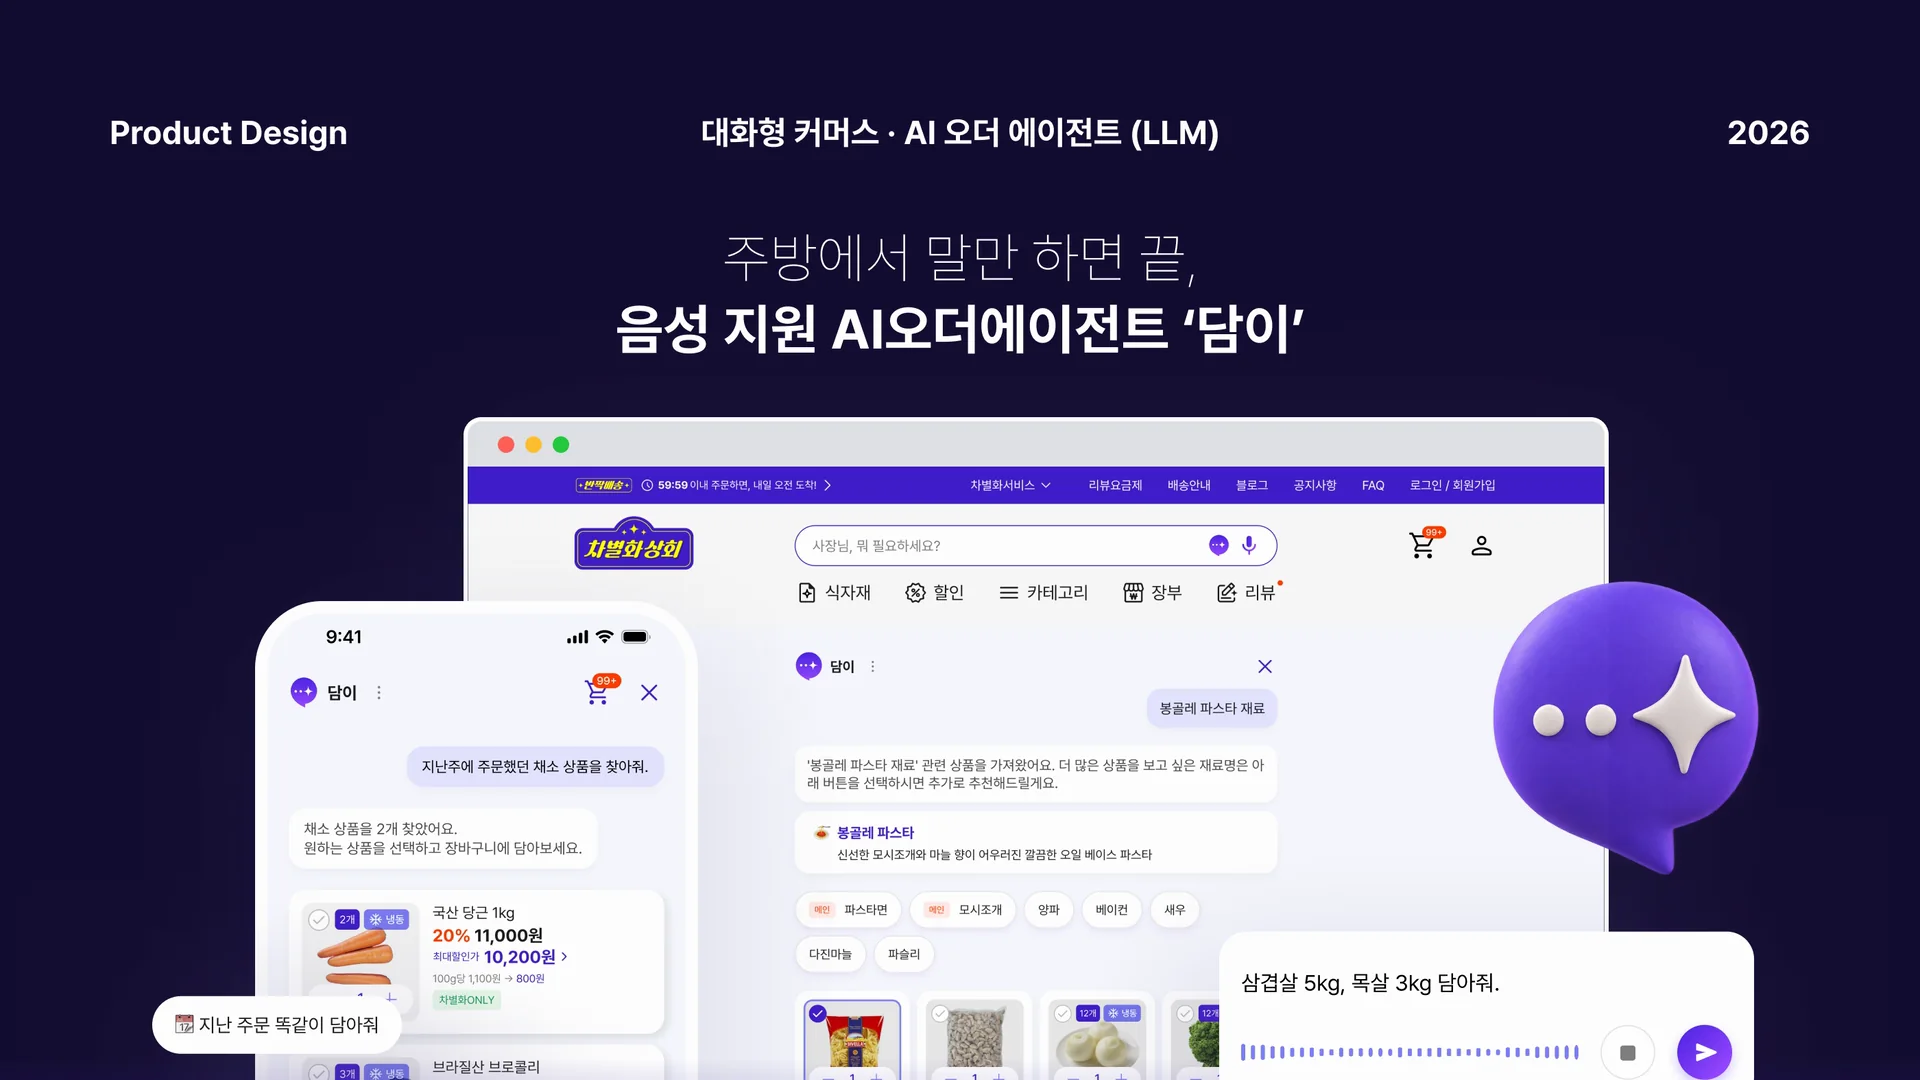 Product Design
대화형 커머스 · AI 오더 에이전트 (LLM)
2026
주방에서 말만 하면 끝,
음성 지원 AI오더에이전트 ‘담이’
반짝배송
59:59 이내 주문하면, 내일 오전 도착!
차별화서비스
리뷰요금제
배송안내
블로그
공지사항
FAQ
로그인 / 회원가입
차별화상회
사장님, 뭐 필요하세요?
99+
식자재
할인
카테고리
장부
리뷰
담이
봉골레 파스타 재료
'봉골레 파스타 재료' 관련 상품을 가져왔어요. 더 많은 상품을 보고 싶은 재료명은 아
래 버튼을 선택하시면 추가로 추천해드릴게요.
봉골레 파스타
신선한 모시조개와 마늘 향이 어우러진 깔끔한 오일 베이스 파스타
메인 파스타면
메인 모시조개
양파
베이컨
새우
다진마늘
파슬리
12개 냉동
12개
1
1
1
9:41
담이
99+
지난주에 주문했던 채소 상품을 찾아줘.
채소 상품을 2개 찾았어요.
원하는 상품을 선택하고 장바구니에 담아보세요.
2개 냉동
국산 당근 1kg
20% 11,000원
최대할인가 10,200원
100g당 1,100원 → 800원
차별화ONLY
지난 주문 똑같이 담아줘
3개 냉동
브라질산 브로콜리
삼겹살 5kg, 목살 3kg 담아줘.